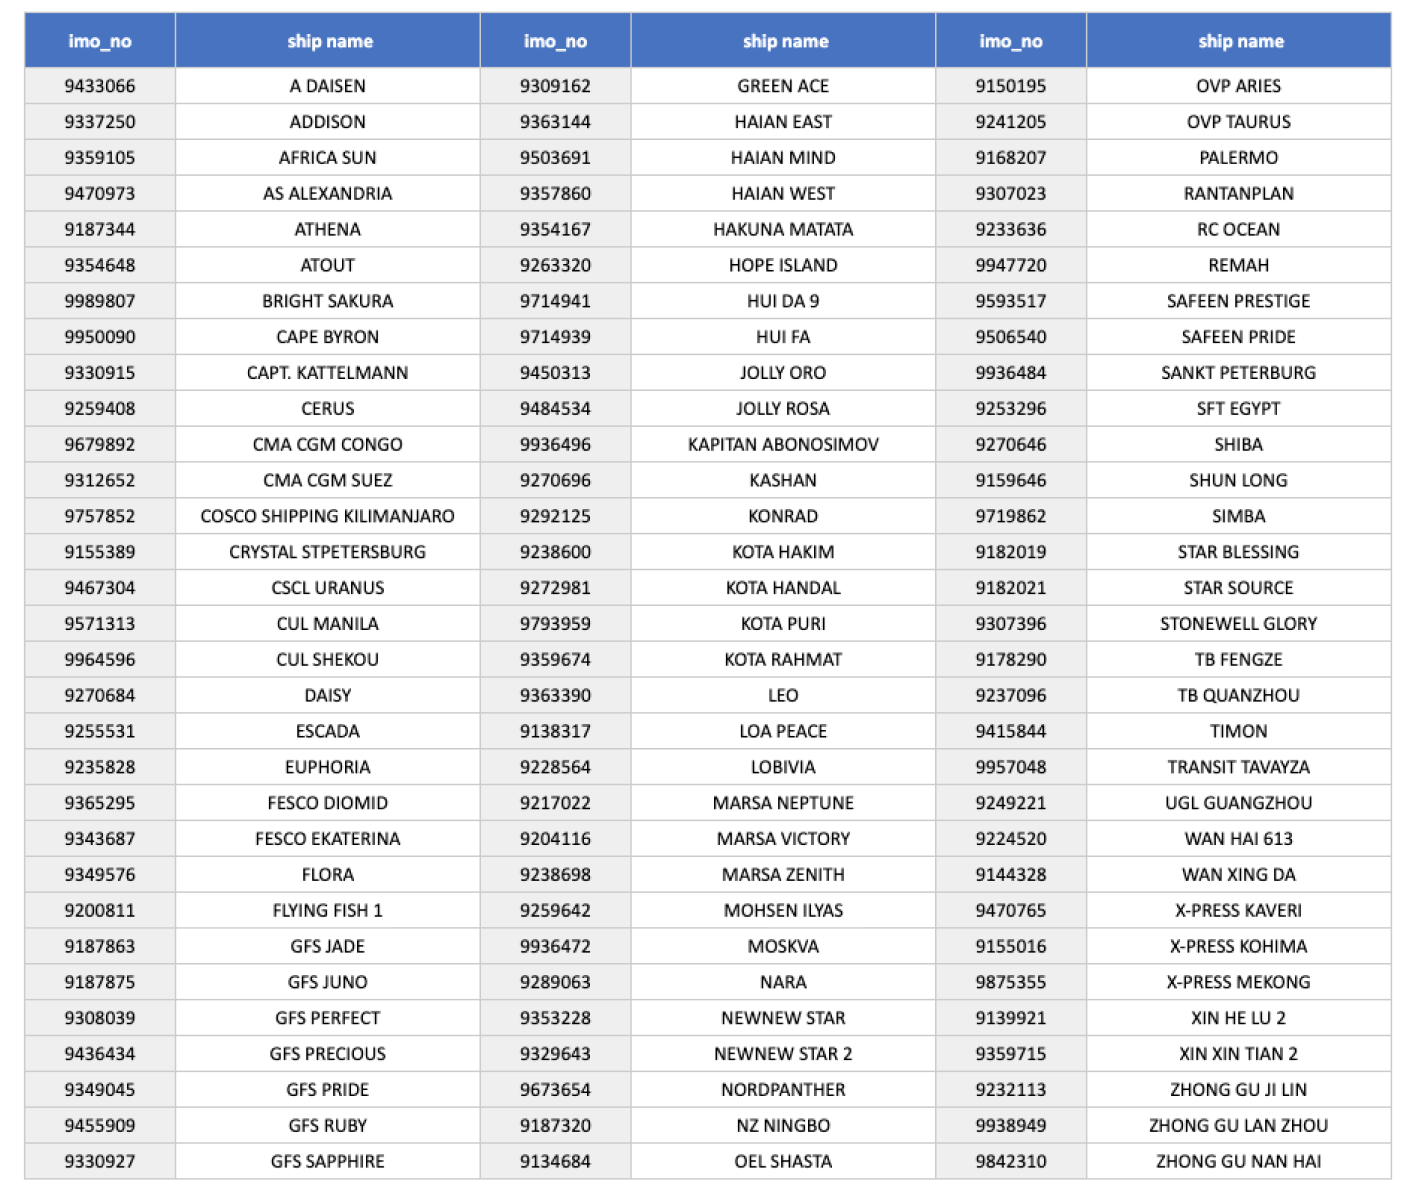 imo_no ship name imo_no ship name imo_no ship name
9433066 A DAISEN 9309162 GREEN ACE 9150195 OVP ARIES
9337250 ADDISON 9363144 HAIAN EAST 9241205 OVP TAURUS
9359105 AFRICA SUN 9503691 HAIAN MIND 9168207 PALERMO
9470973 AS ALEXANDRIA 9357860 HAIAN WEST 9307023 RANTANPLAN
9187344 ATHENA 9354167 HAKUNA MATATA 9233636 RC OCEAN
9354648 ATOUT 9263320 HOPE ISLAND 9947720 REMAH
9989807 BRIGHT SAKURA 9714941 HUI DA 9 9593517 SAFEEN PRESTIGE
9950090 CAPE BYRON 9714939 HUI FA 9506540 SAFEEN PRIDE
9330915 CAPT. KATTELMANN 9450313 JOLLY ORO 9936484 SANKT PETERBURG
9259408 CERUS 9484534 JOLLY ROSA 9253296 SFT EGYPT
9679892 CMA CGM CONGO 9936496 KAPITAN ABONOSIMOV 9270646 SHIBA
9312652 CMA CGM SUEZ 9270696 KASHAN 9159646 SHUN LONG
9757852 COSCO SHIPPING KILIMANJARO 9292125 KONRAD 9719862 SIMBA
9155389 CRYSTAL STPETERSBURG 9238600 KOTA HAKIM 9182019 STAR BLESSING
9467304 CSCL URANUS 9272981 KOTA HANDAL 9182021 STAR SOURCE
9571313 CUL MANILA 9793959 KOTA PURI 9307396 STONEWELL GLORY
9964596 CUL SHEKOU 9359674 KOTA RAHMAT 9178290 TB FENGZE
9270684 DAISY 9363390 LEO 9237096 TB QUANZHOU
9255531 ESCADA 9138317 LOA PEACE 9415844 TIMON
9235828 EUPHORIA 9228564 LOBIVIA 9957048 TRANSIT TAVAYZA
9365295 FESCO DIOMID 9217022 MARSA NEPTUNE 9249221 UGL GUANGZHOU
9343687 FESCO EKATERINA 9204116 MARSA VICTORY 9224520 WAN HAI 613
9349576 FLORA 9238698 MARSA ZENITH 9144328 WAN XING DA
9200811 FLYING FISH 1 9259642 MOHSEN ILYAS 9470765 X-PRESS KAVERI
9187863 GFS JADE 9936472 MOSKVA 9155016 X-PRESS KOHIMA
9187875 GFS JUNO 9289063 NARA 9875355 X-PRESS MEKONG
9308039 GFS PERFECT 9353228 NEWNEW STAR 9139921 XIN HE LU 2
9436434 GFS PRECIOUS 9329643 NEWNEW STAR 2 9359715 XIN XIN TIAN 2
9349045 GFS PRIDE 9673654 NORDPANTHER 9232113 ZHONG GU JI LIN
9455909 GFS RUBY 9187320 NZ NINGBO 9938949 ZHONG GU LAN ZHOU
9330927 GFS SAPPHIRE 9134684 OEL SHASTA 9842310 ZHONG GU NAN HAI